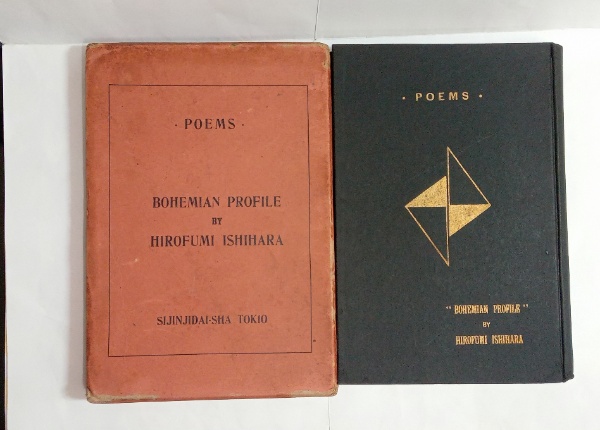 · POEMS ·
BOHEMIAN PROFILE
BY
HIROFUMI ISHIHARA
SIJINJIDAI-SHA TOKIO
· POEMS ·
"BOHEMIAN PROFILE"
BY
HIROFUMI ISHIHARA